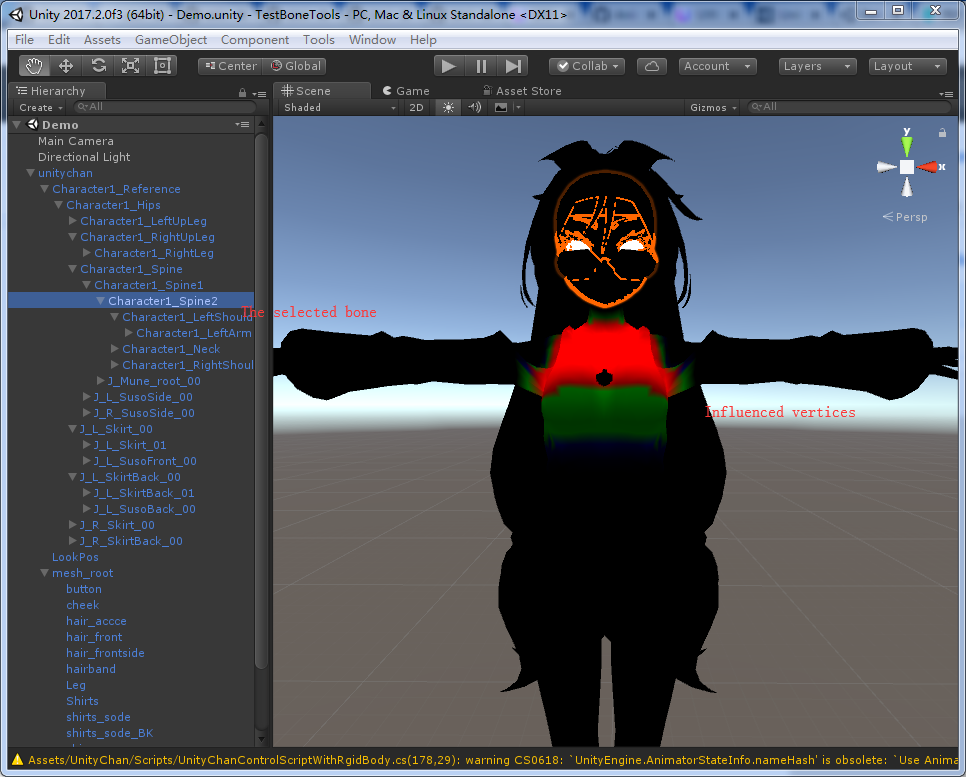 Unity 2017.2.0f3 (64bit) - Demo.unity - TestBoneTools - PC, Mac & Linux Standalone <DX11>
File Edit Assets GameObject Component Tools Window Help
Center Global Collab Account Layers Layout
Hierarchy Scene Game Asset Store
Create All Shaded 2D Gizmos All
Demo
Main Camera
Directional Light
unitychan
Character1_Reference
Character1_Hips
Character1_LeftUpLeg
Character1_RightUpLeg
Character1_RightLeg
Character1_Spine
Character1_Spine1
Character1_Spine2
The selected bone
Character1_LeftShould
Character1_LeftArm
Character1_Neck
Character1_RightShoul
J_Mune_root_00
J_L_SusoSide_00
J_R_SusoSide_00
J_L_Skirt_00
J_L_Skirt_01
J_L_SusoFront_00
J_L_SkirtBack_00
J_L_SkirtBack_01
J_L_SusoBack_00
J_R_Skirt_00
J_R_SkirtBack_00
LookPos
mesh_root
button
cheek
hair_accce
hair_front
hair_frontside
hairband
Leg
Shirts
shirts_sode
shirts_sode_BK
y
x
Persp
Influenced vertices
Assets/UnityChan/Scripts/UnityChanControlScriptWithRgidBody.cs(178,29): warning CS0618: `UnityEngine.AnimatorStateInfo.nameHash' is obsolete: `Use Anima